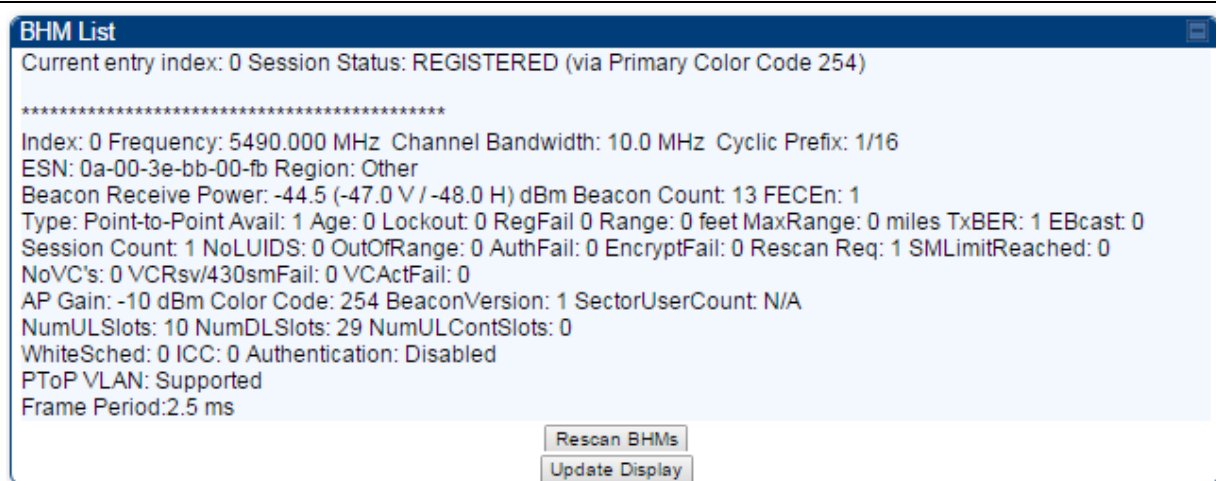 BHM List
Current entry index: 0 Session Status: REGISTERED (via Primary Color Code 254)
*********************************************
Index: 0 Frequency: 5490.000 MHz Channel Bandwidth: 10.0 MHz Cyclic Prefix: 1/16
ESN: 0a-00-3e-bb-00-fb Region: Other
Beacon Receive Power: -44.5 (-47.0 V / -48.0 H) dBm Beacon Count: 13 FECEn: 1
Type: Point-to-Point Avail: 1 Age: 0 Lockout: 0 RegFail 0 Range: 0 feet MaxRange: 0 miles TxBER: 1 EBcast: 0
Session Count: 1 NoLUIDS: 0 OutOfRange: 0 AuthFail: 0 EncryptFail: 0 Rescan Req: 1 SMLimitReached: 0
NoVC's: 0 VCRsv/430smFail: 0 VCActFail: 0
AP Gain: -10 dBm Color Code: 254 BeaconVersion: 1 SectorUserCount: N/A
NumULSlots: 10 NumDLSlots: 29 NumULContSlots: 0
WhiteSched: 0 ICC: 0 Authentication: Disabled
PToP VLAN: Supported
Frame Period:2.5 ms
Rescan BHMs
Update Display